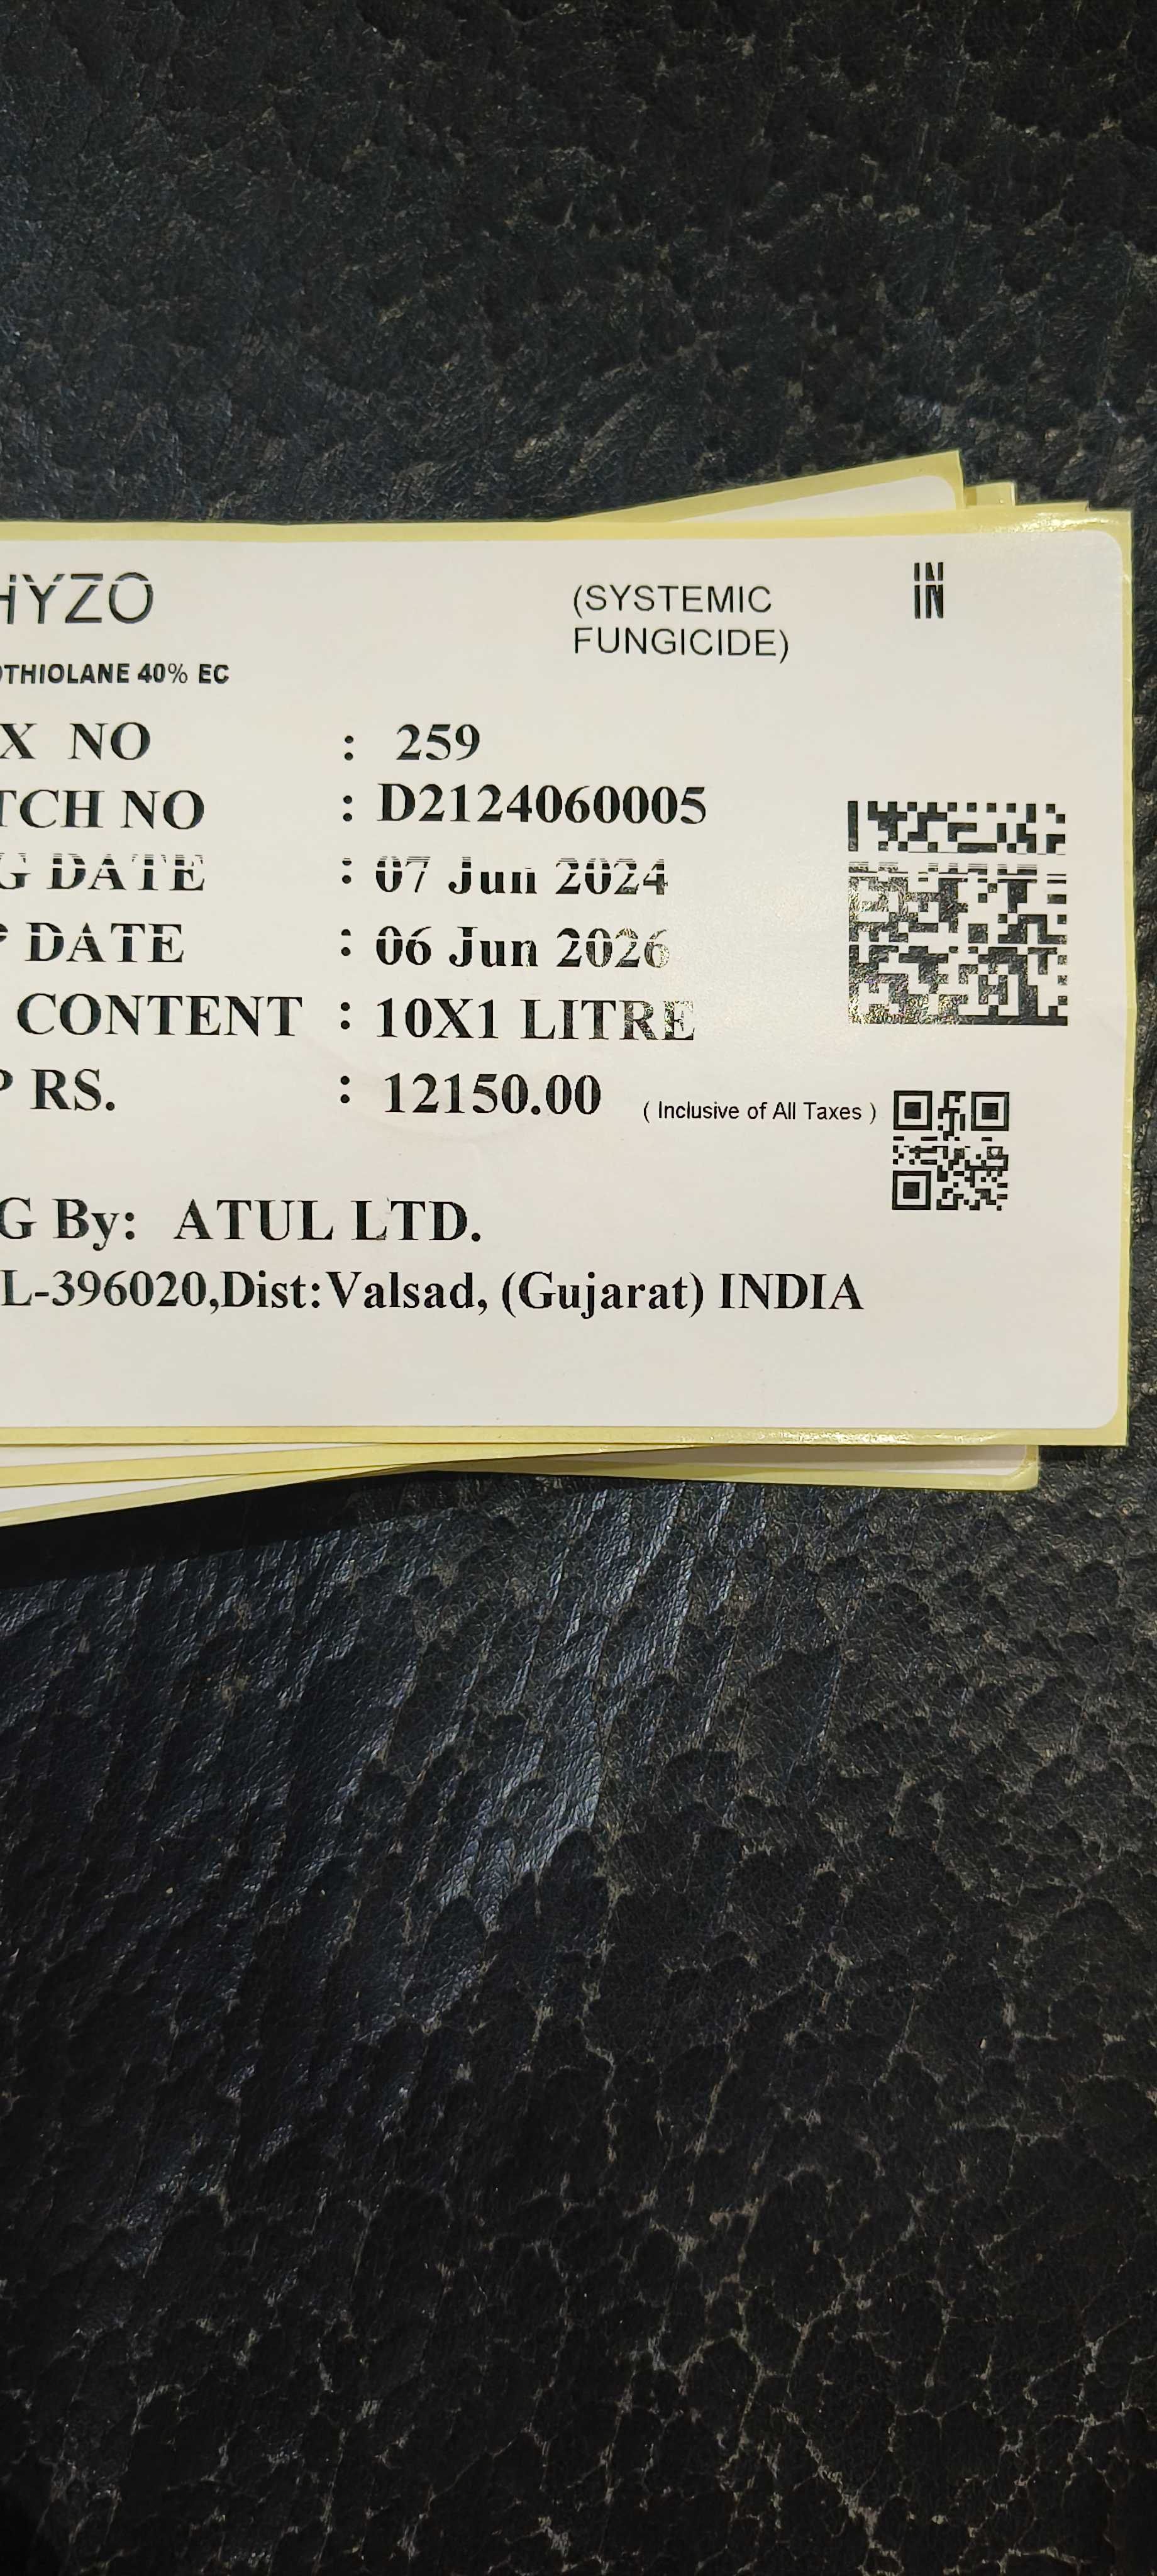 HYZO
(SYSTEMIC
FUNGICIDE)
IN
OTHIOLANE 40% EC
X NO : 259
TCH NO : D2124060005
G DATE : 07 Jun 2024
P DATE : 06 Jun 2026
CONTENT : 10X1 LITRE
P RS. : 12150.00 ( Inclusive of All Taxes )
G By: ATUL LTD.
L-396020,Dist:Valsad, (Gujarat) INDIA